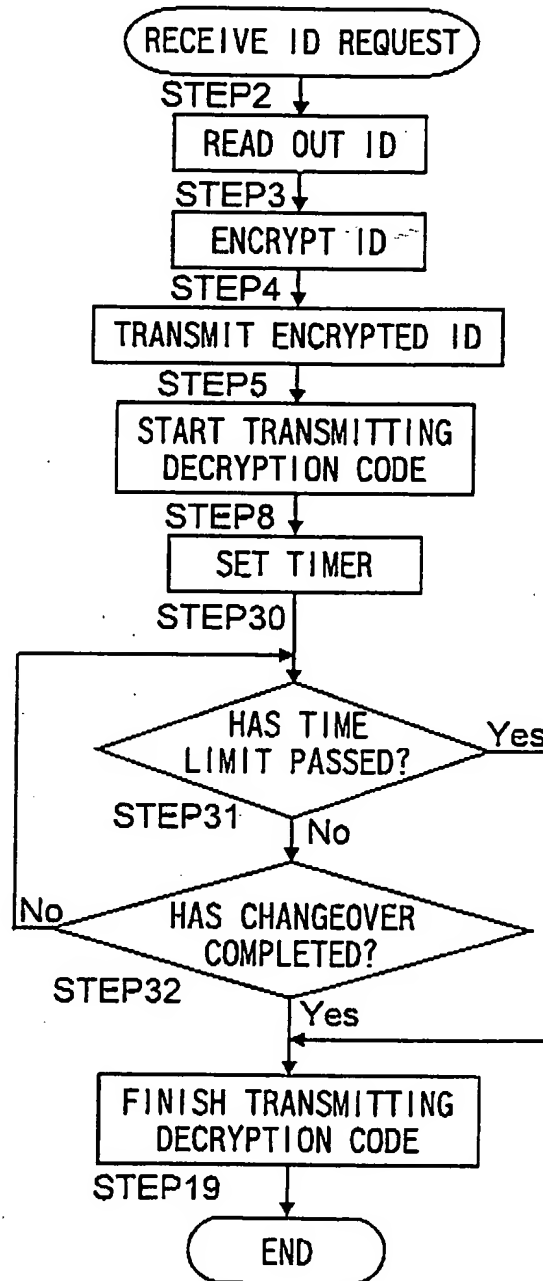 RECEIVE ID REQUEST
STEP2
READ OUT ID
STEP3
ENCRYPT ID
STEP4
TRANSMIT ENCRYPTED ID
STEP5
START TRANSMITTING
DECRYPTION CODE
STEP8
SET TIMER
STEP30
HAS TIME
LIMIT PASSED?
Yes
STEP31
No
No
HAS CHANGEOVER
COMPLETED?
STEP32
Yes
FINISH TRANSMITTING
DECRYPTION CODE
STEP19
END